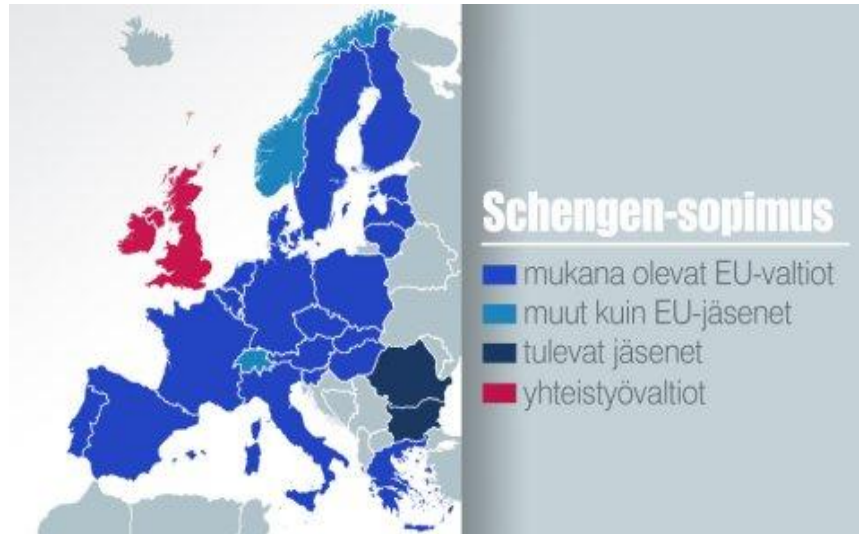 Schengen-sopimus
mukana olevat EU-valtiot
muut kuin EU-jäsenet
tulevat jäsenet
yhteistyövaltiot